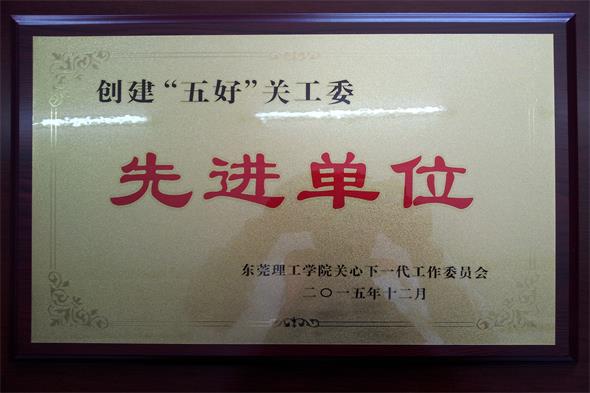 创建“五好”关工委
先进单位
东莞理工学院关心下一代工作委员会
二〇一五年十二月